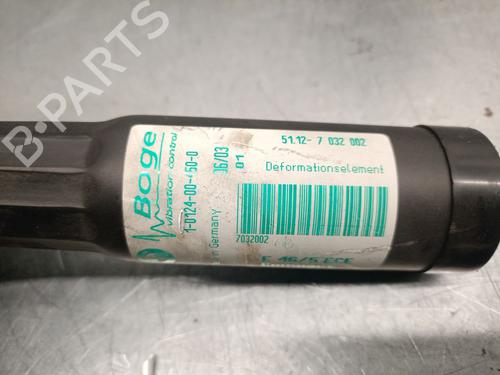 B-PARTS
Boge
vibration control
1-0124-00-450-0
06/03
01
in Germany
51.12- 7 032 002
Deformationselement
7032002
E 46/5 ECE